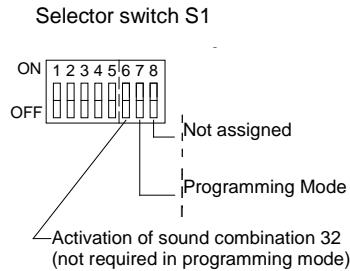 Selector switch S1
ON 1 2 3 4 5 6 7 8
OFF
Not assigned
Programming Mode
Activation of sound combination 32
(not required in programming mode)